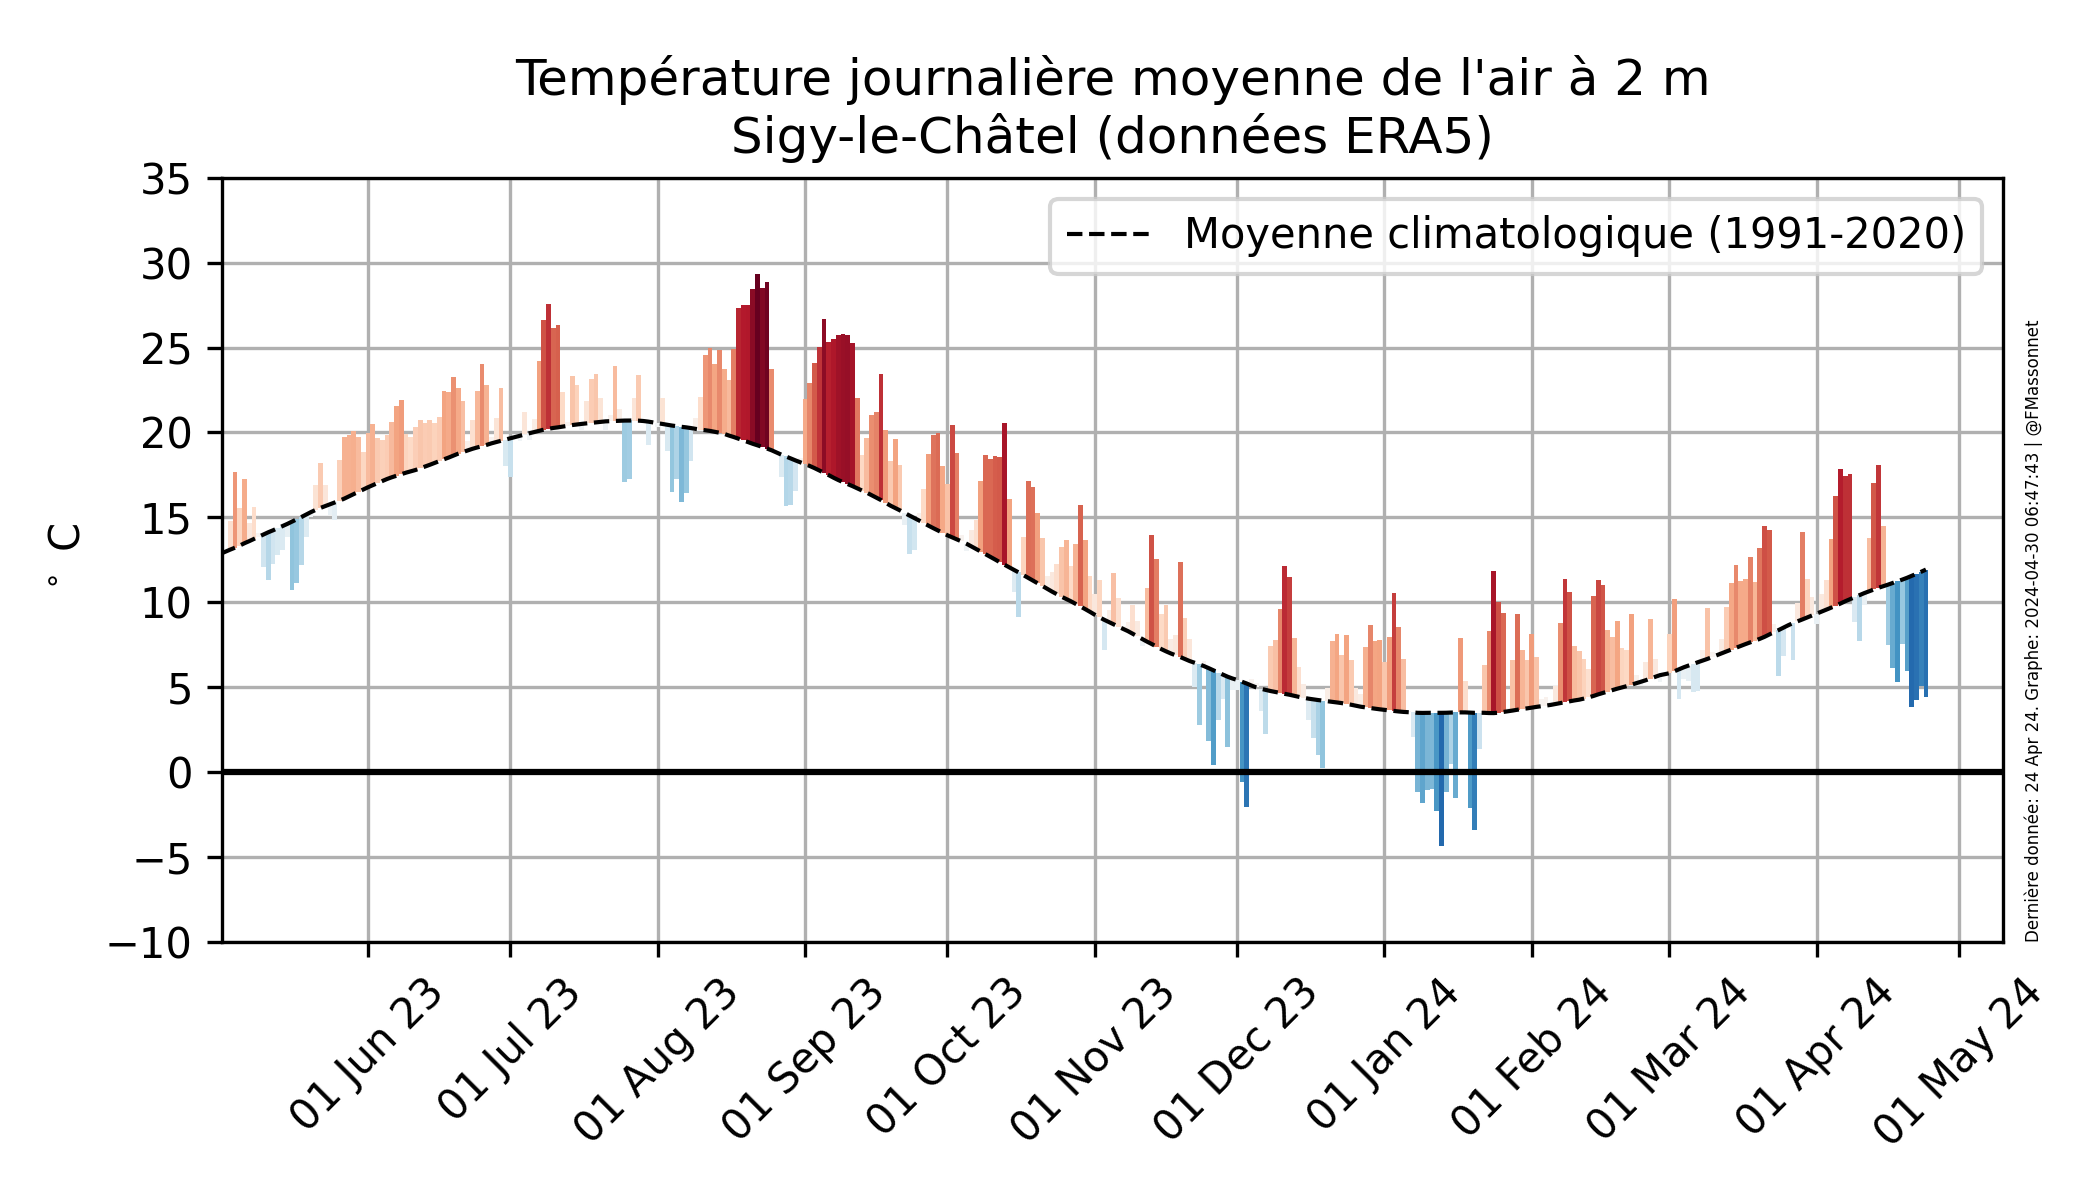 Température journalière moyenne de l'air à 2 m
Sigy-le-Châtel (données ERA5)
Moyenne climatologique (1991-2020)
° C
35
30
25
20
15
10
5
0
−5
−10
01 Jun 23
01 Jul 23
01 Aug 23
01 Sep 23
01 Oct 23
01 Nov 23
01 Dec 23
01 Jan 24
01 Feb 24
01 Mar 24
01 Apr 24
01 May 24
Dernière donnée: 24 Apr 24. Graphe: 2024-04-30 06:47:43 | @FMassonnet